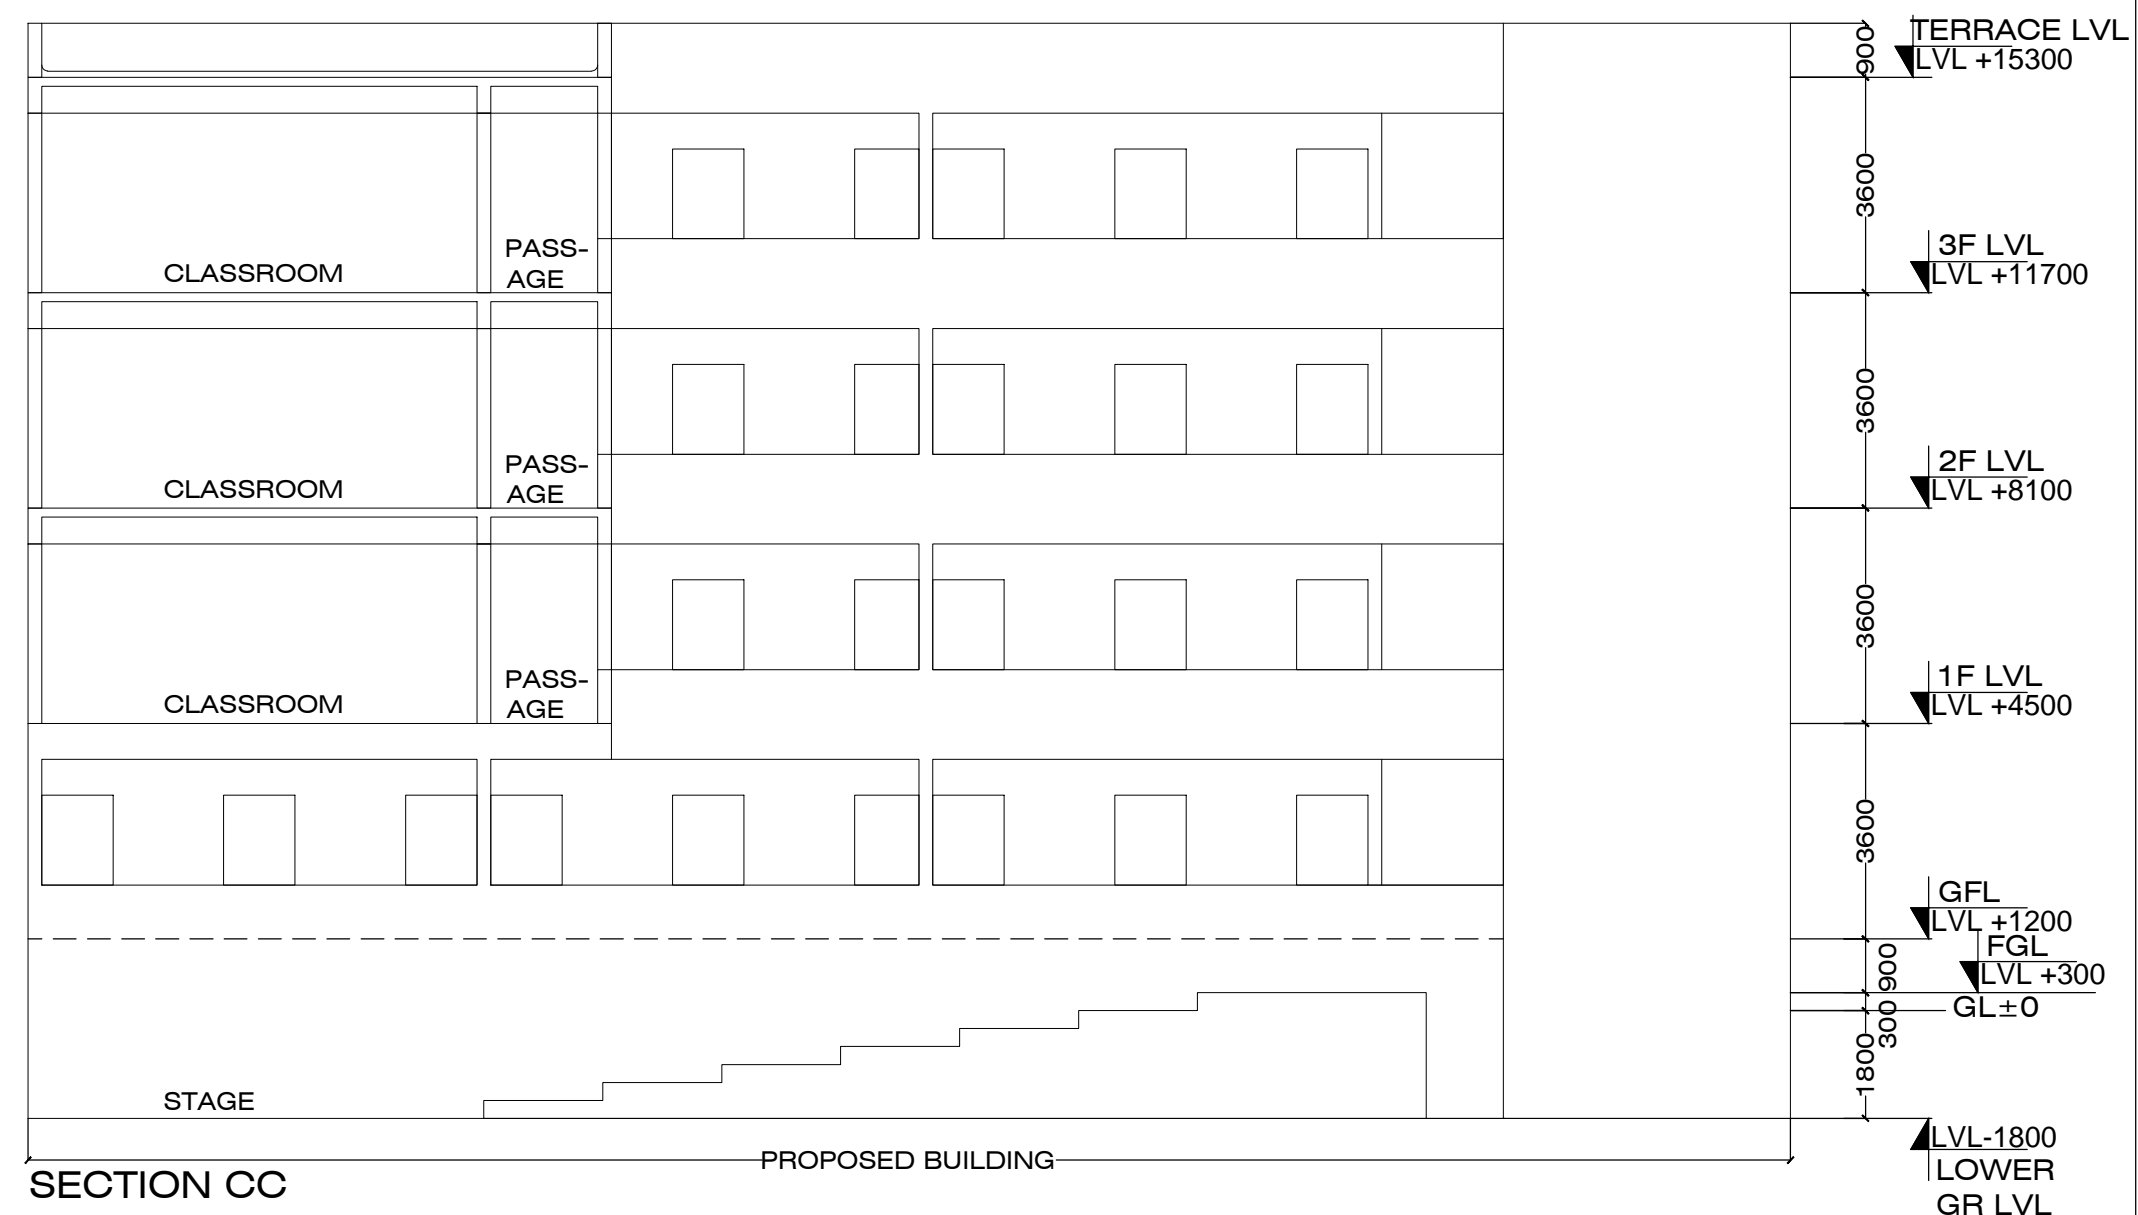 TERRACE LVL
LVL +15300
900
3600
3F LVL
LVL +11700
PASS-
AGE
CLASSROOM
3600
2F LVL
LVL +8100
PASS-
AGE
CLASSROOM
3600
1F LVL
LVL +4500
PASS-
AGE
CLASSROOM
3600
GFL
LVL +1200
FGL
LVL +300
900
GL±0
300
1800
STAGE
LVL-1800
LOWER
GR LVL
PROPOSED BUILDING
SECTION CC